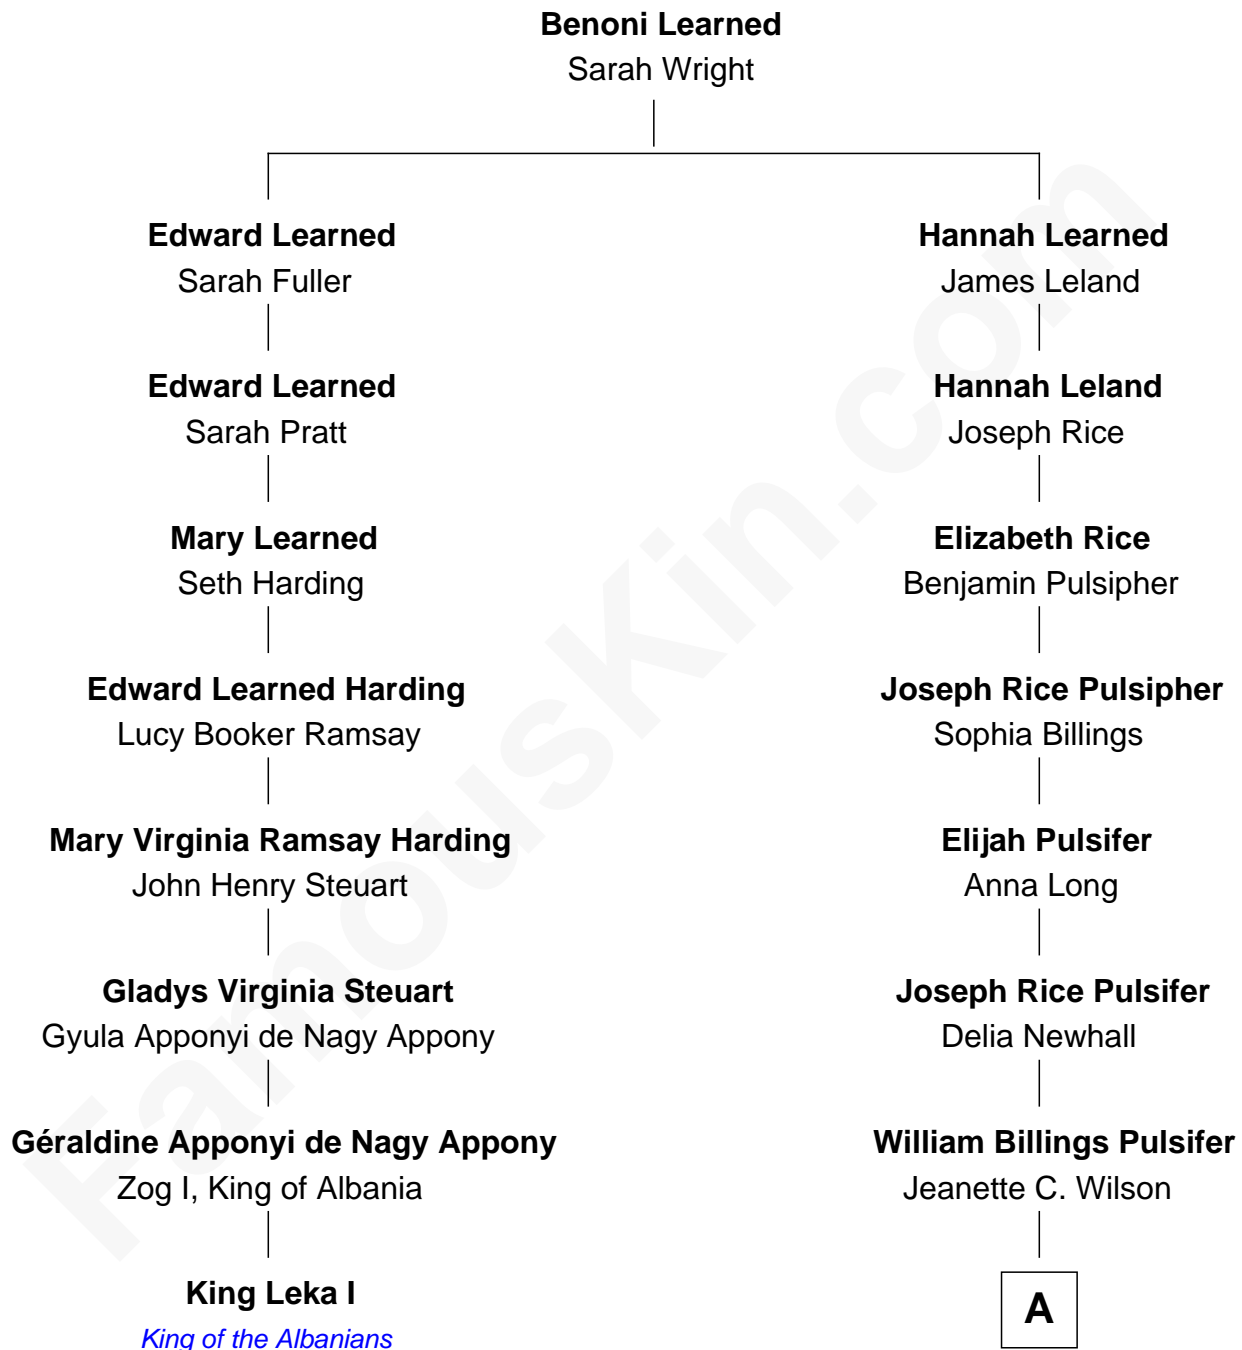 Benoni Learned
Sarah Wright
Edward Learned
Sarah Fuller
Hannah Learned
James Leland
Edward Learned
Sarah Pratt
Hannah Leland
Joseph Rice
Mary Learned
Seth Harding
Elizabeth Rice
Benjamin Pulsipher
Edward Learned Harding
Lucy Booker Ramsay
Joseph Rice Pulsipher
Sophia Billings
Mary Virginia Ramsay Harding
John Henry Steuart
Elijah Pulsifer
Anna Long
Gladys Virginia Steuart
Gyula Apponyi de Nagy Appony
Joseph Rice Pulsifer
Delia Newhall
Géraldine Apponyi de Nagy Appony
Zog I, King of Albania
William Billings Pulsifer
Jeanette C. Wilson
King Leka I
King of the Albanians
A
FamousKin.com